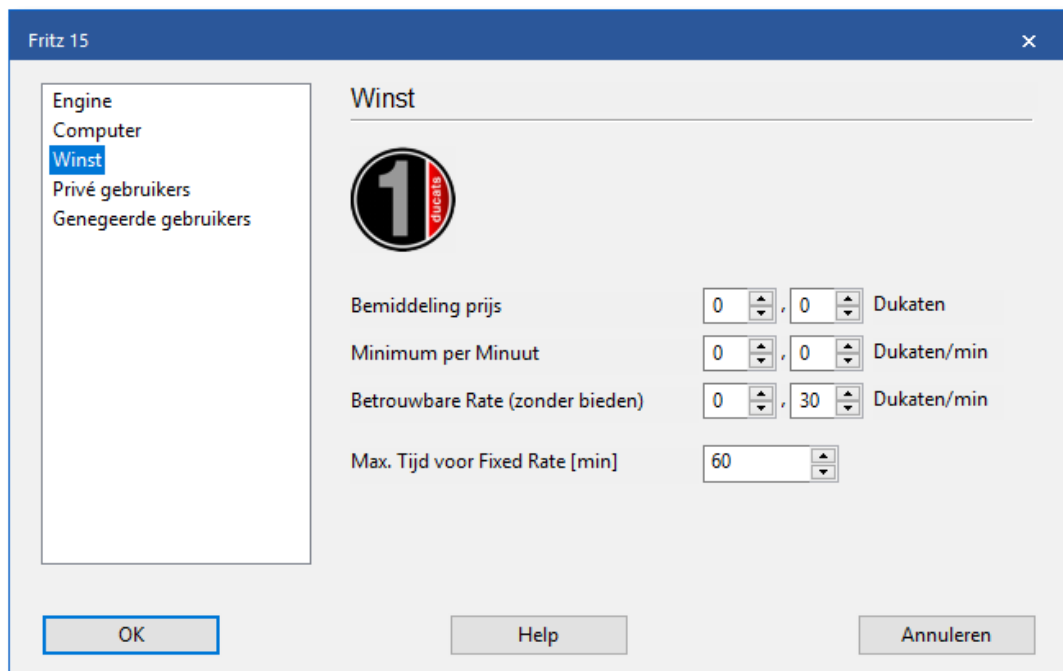 Fritz 15
Engine
Computer
Winst
Privé gebruikers
Genegeerde gebruikers
Winst
1 ducats
Bemiddeling prijs 0 , 0 Dukaten
Minimum per Minuut 0 , 0 Dukaten/min
Betrouwbare Rate (zonder bieden) 0 , 30 Dukaten/min
Max. Tijd voor Fixed Rate [min] 60
OK Help Annuleren